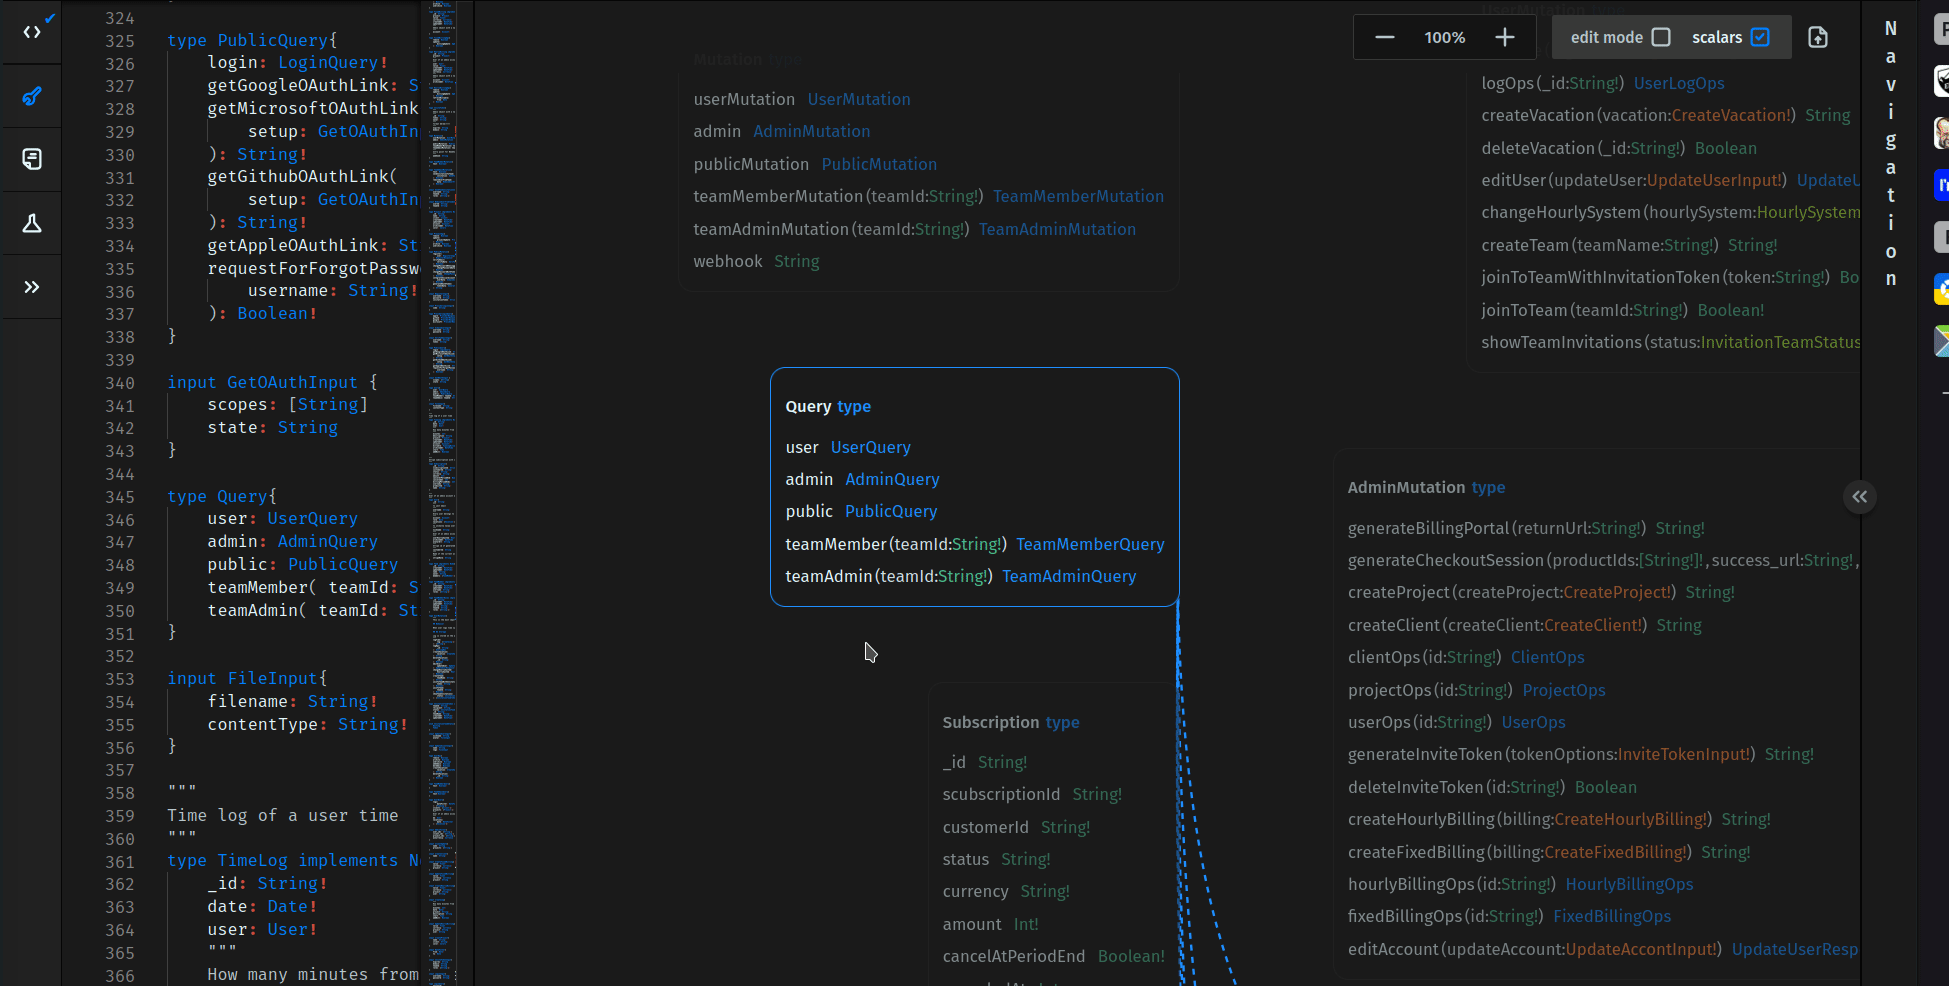 324
325 type PublicQuery{
326 login: LoginQuery!
327 getGoogleOAuthLink: S
328 getMicrosoftOAuthLink
329 setup: GetOAuthIn
330 ): String!
331 getGithubOAuthLink(
332 setup: GetOAuthIn
333 ): String!
334 getAppleOAuthLink: St
335 requestForForgotPassw
336 username: String!
337 ): Boolean!
338 }
339
340 input GetOAuthInput {
341 scopes: [String]
342 state: String
343 }
344
345 type Query{
346 user: UserQuery
347 admin: AdminQuery
348 public: PublicQuery
349 teamMember( teamId: S
350 teamAdmin( teamId: St
351 }
352
353 input FileInput{
354 filename: String!
355 contentType: String!
356 }
357
358 """
359 Time log of a user time
360 """
361 type TimeLog implements N
362 _id: String!
363 date: Date!
364 user: User!
365 """
366 How many minutes from
Mutation type
userMutation UserMutation
admin AdminMutation
publicMutation PublicMutation
teamMemberMutation(teamId:String!) TeamMemberMutation
teamAdminMutation(teamId:String!) TeamAdminMutation
webhook String
Query type
user UserQuery
admin AdminQuery
public PublicQuery
teamMember(teamId:String!) TeamMemberQuery
teamAdmin(teamId:String!) TeamAdminQuery
Subscription type
_id String!
scubscriptionId String!
customerId String!
status String!
currency String!
amount Int!
cancelAtPeriodEnd Boolean!
100%
edit mode
scalars
UserMutation type
logOps(_id:String!) UserLogOps
createVacation(vacation:CreateVacation!) String
deleteVacation(_id:String!) Boolean
editUser(updateUser:UpdateUserInput!) UpdateU
changeHourlySystem(hourlySystem:HourlySystem
createTeam(teamName:String!) String!
joinToTeamWithInvitationToken(token:String!) Bo
joinToTeam(teamId:String!) Boolean!
showTeamInvitations(status:InvitationTeamStatus
AdminMutation type
generateBillingPortal(returnUrl:String!) String!
generateCheckoutSession(productIds:[String!]!,success_url:String!,
createProject(createProject:CreateProject!) String!
createClient(createClient:CreateClient!) String
clientOps(id:String!) ClientOps
projectOps(id:String!) ProjectOps
userOps(id:String!) UserOps
generateInviteToken(tokenOptions:InviteTokenInput!) String!
deleteInviteToken(id:String!) Boolean
createHourlyBilling(billing:CreateHourlyBilling!) String!
createFixedBilling(billing:CreateFixedBilling!) String!
hourlyBillingOps(id:String!) HourlyBillingOps
fixedBillingOps(id:String!) FixedBillingOps
editAccount(updateAccount:UpdateAccontInput!) UpdateUserResp
Navigation